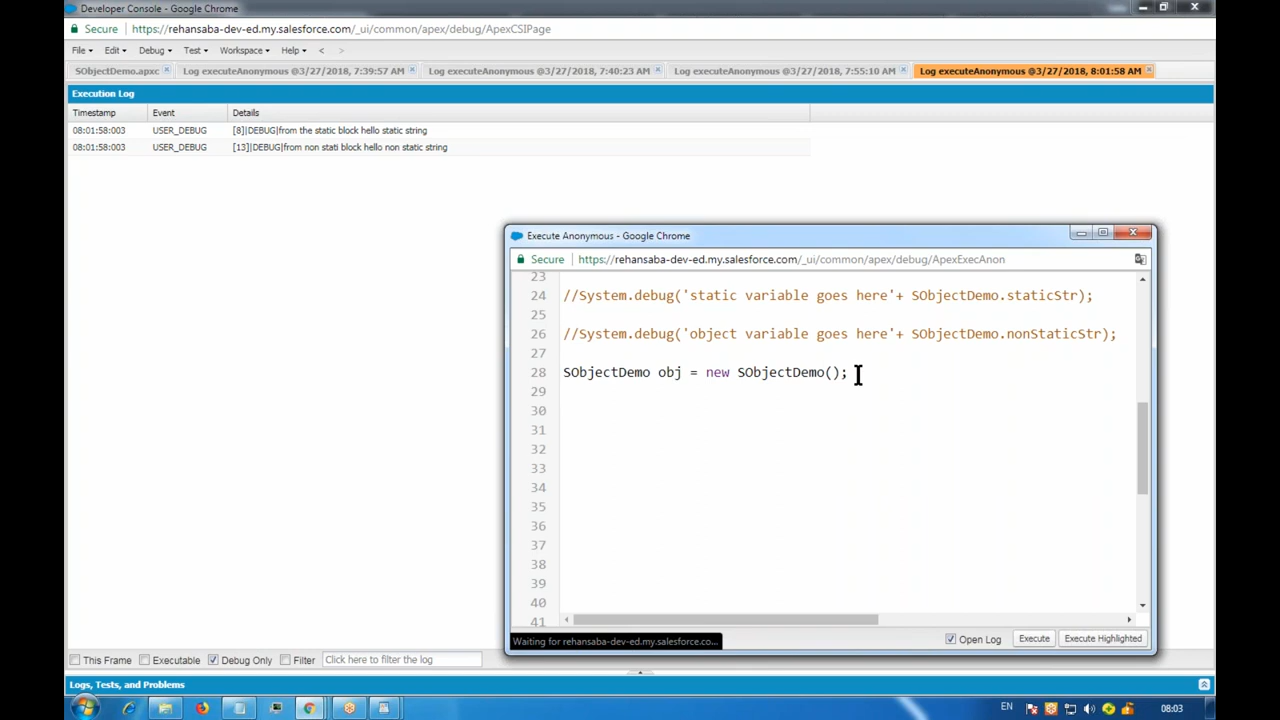 Developer Console - Google Chrome
Secure https://rehansaba-dev-ed.my.salesforce.com/_ui/common/apex/debug/ApexCSIPage
File Edit Debug Test Workspace Help < >
SObjectDemo.apxc Log executeAnonymous @3/27/2018, 7:39:57 AM Log executeAnonymous @3/27/2018, 7:40:23 AM Log executeAnonymous @3/27/2018, 7:55:10 AM Log executeAnonymous @3/27/2018, 8:01:58 AM
Execution Log
Timestamp Event Details
08:01:58:003 USER_DEBUG [8]|DEBUG|from the static block hello static string
08:01:58:003 USER_DEBUG [13]|DEBUG|from non stati block hello non static string
Execute Anonymous - Google Chrome
Secure https://rehansaba-dev-ed.my.salesforce.com/_ui/common/apex/debug/ApexExecAnon
23
24 //System.debug('static variable goes here'+ SObjectDemo.staticStr);
25
26 //System.debug('object variable goes here'+ SObjectDemo.nonStaticStr);
27
28 SObjectDemo obj = new SObjectDemo();
29
30
31
32
33
34
35
36
37
38
39
40
41
Waiting for rehansaba-dev-ed.my.salesforce.co...
Open Log Execute Execute Highlighted
This Frame Executable Debug Only Filter Click here to filter the log
Logs, Tests, and Problems
EN 08:03